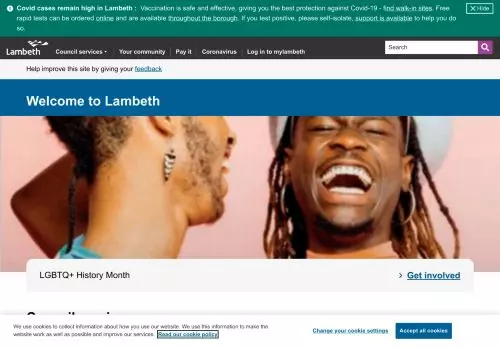 Covid cases remain high in Lambeth : Vaccination is safe and effective, giving you the best protection against Covid-19 - find walk-in sites. Free
rapid tests can be ordered online and are available throughout the borough. If you test positive, please self-isolate, support is available to help you do
so.
Hide
Lambeth
Council services
Your community
Pay it
Coronavirus
Log in to mylambeth
Search
Help improve this site by giving your feedback
Welcome to Lambeth
LGBTQ+ History Month
Get involved
We use cookies to collect information about how you use our website. We use this information to make the
website work as well as possible and improve our services. Read our cookie policy
Change your cookie settings
Accept all cookies